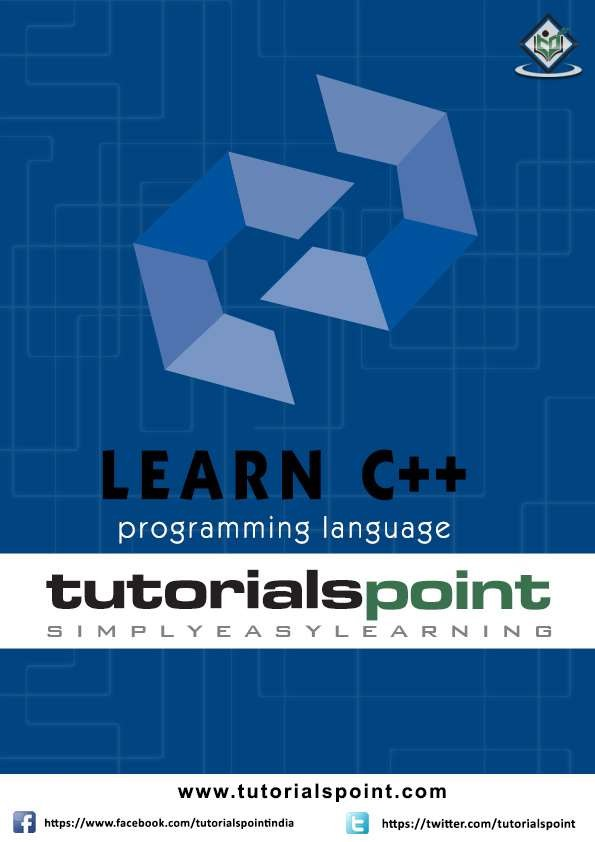 LEARN C++
programming language
tutorialspoint
SIMPLYEASYLEARNING
www.tutorialspoint.com
https://www.facebook.com/tutorialspointindia
https://twitter.com/tutorialspoint